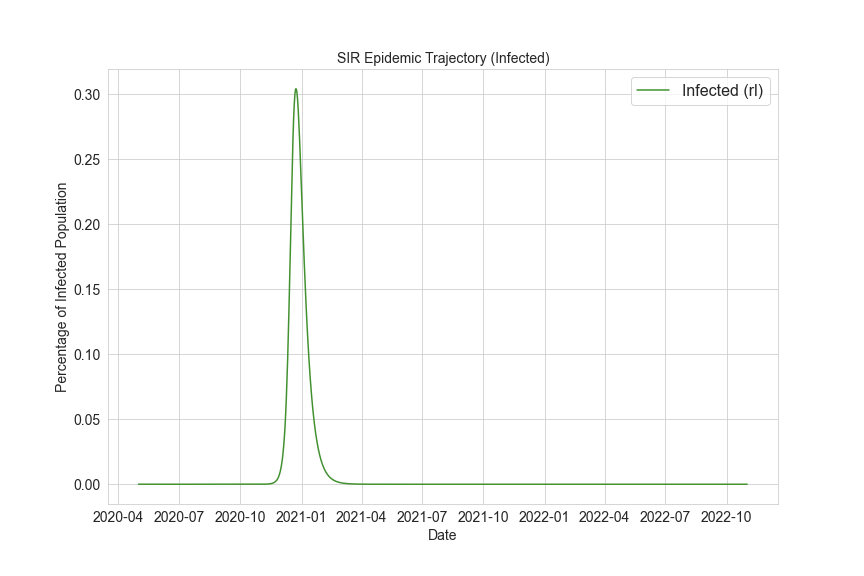 SIR Epidemic Trajectory (Infected)
Infected (rI)
Percentage of Infected Population
0.30
0.25
0.20
0.15
0.10
0.05
0.00
2020-04 2020-07 2020-10 2021-01 2021-04 2021-07 2021-10 2022-01 2022-04 2022-07 2022-10
Date